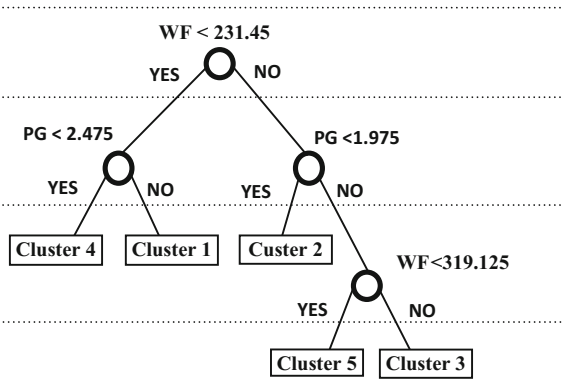 WF < 231.45
YES
NO
PG < 2.475
PG <1.975
YES
NO
YES
NO
Cluster 4
Cluster 1
Custer 2
WF<319.125
YES
NO
Cluster 5
Cluster 3